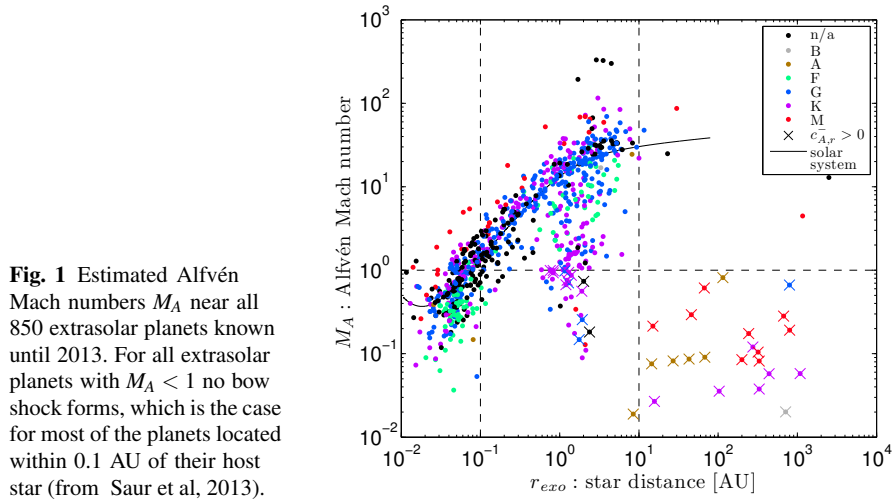 Fig. 1 Estimated Alfvén
Mach numbers M_A near all
850 extrasolar planets known
until 2013. For all extrasolar
planets with M_A < 1 no bow
shock forms, which is the case
for most of the planets located
within 0.1 AU of their host
star (from Saur et al, 2013).
M_A : Alfvén Mach number
10^3
10^2
10^1
10^0
10^−1
10^−2
10^−2
10^−1
10^0
10^1
10^2
10^3
10^4
r_exo : star distance [AU]
n/a
B
A
F
G
K
M
c^−_{A,r} > 0
solar
system